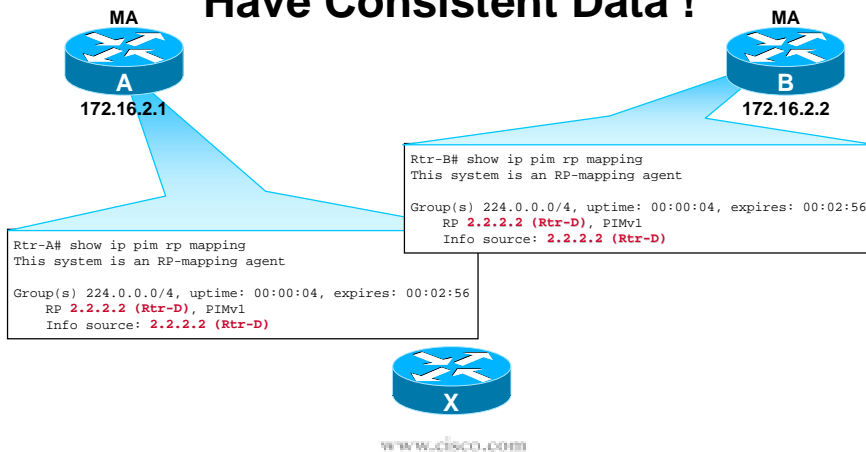 Have Consistent Data !
MA
A
172.16.2.1
MA
B
172.16.2.2
Rtr-B# show ip pim rp mapping
This system is an RP-mapping agent
Group(s) 224.0.0.0/4, uptime: 00:00:04, expires: 00:02:56
RP 2.2.2.2 (Rtr-D), PIMv1
Info source: 2.2.2.2 (Rtr-D)
Rtr-A# show ip pim rp mapping
This system is an RP-mapping agent
Group(s) 224.0.0.0/4, uptime: 00:00:04, expires: 00:02:56
RP 2.2.2.2 (Rtr-D), PIMv1
Info source: 2.2.2.2 (Rtr-D)
X
www.cisco.com